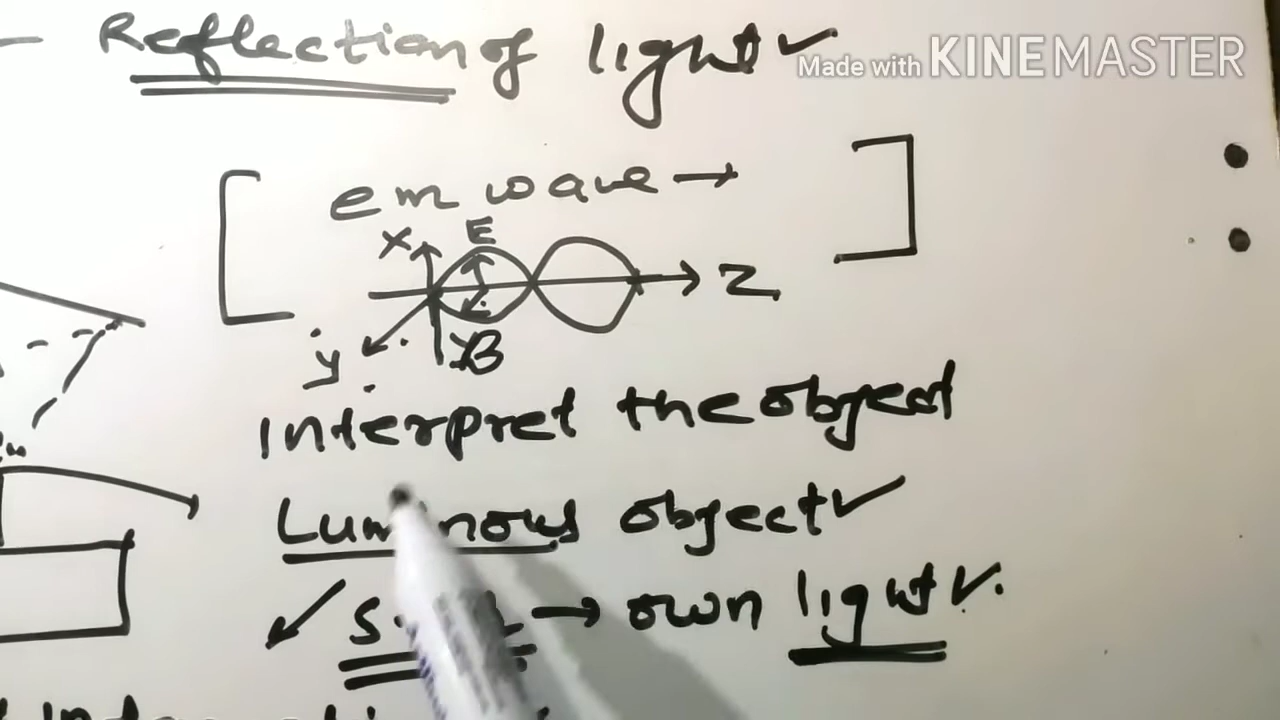 Reflection of light
Made with KINEMASTER
em wave →
X E
Z
y B
Interpret the object
Luminous object
→ own light